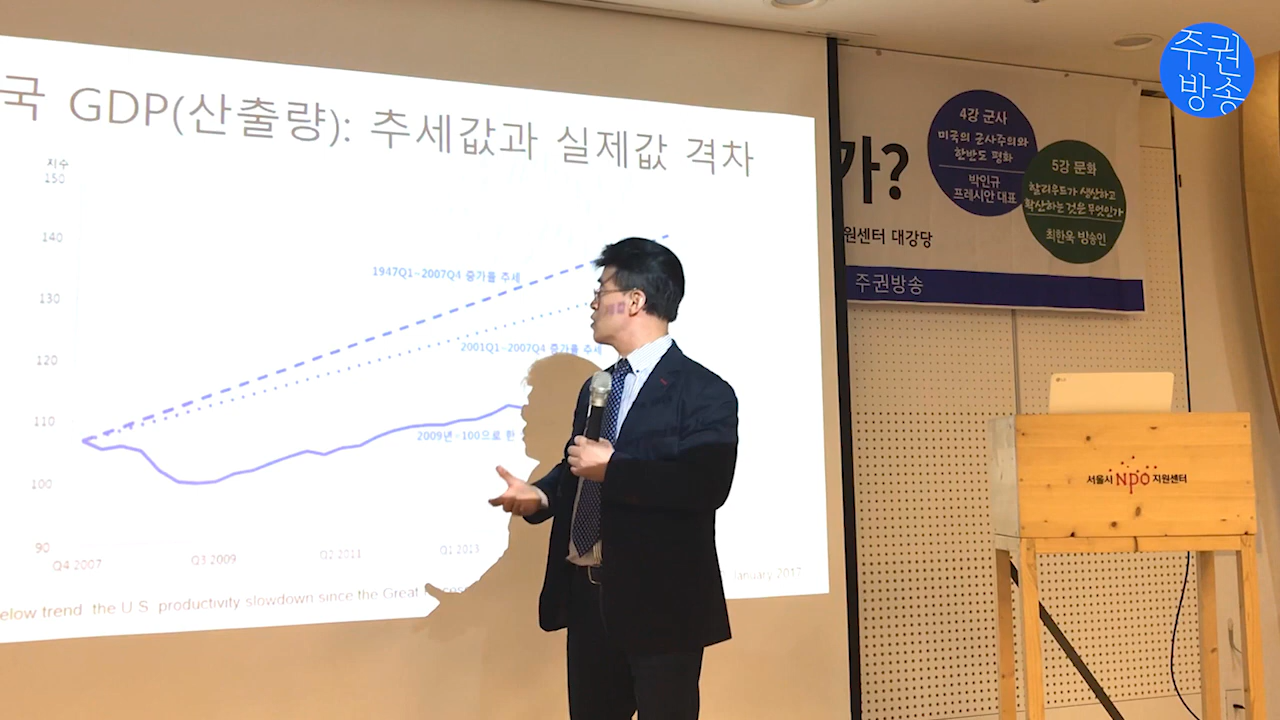 국 GDP(산출량): 추세값과 실제값 격차
지수
150
140
130
120
110
100
90
1947Q1~2007Q4 증가율 추세
2001Q1~2007Q4 증가율 추세
2009년=100으로 한
Q4 2007
Q3 2009
Q2 2011
Q1 2013
elow trend: the U.S. productivity slowdown since the Great
January 2017
가?
원센터 대강당
주권방송
4강 군사
미국의 군사주의와
한반도 평화
박인규
프레시안 대표
5강 문화
할리우드가 생산하고
확산하는 것은 무엇인가
최한욱 방송인
주권
방송
LG
서울시 npo 지원센터